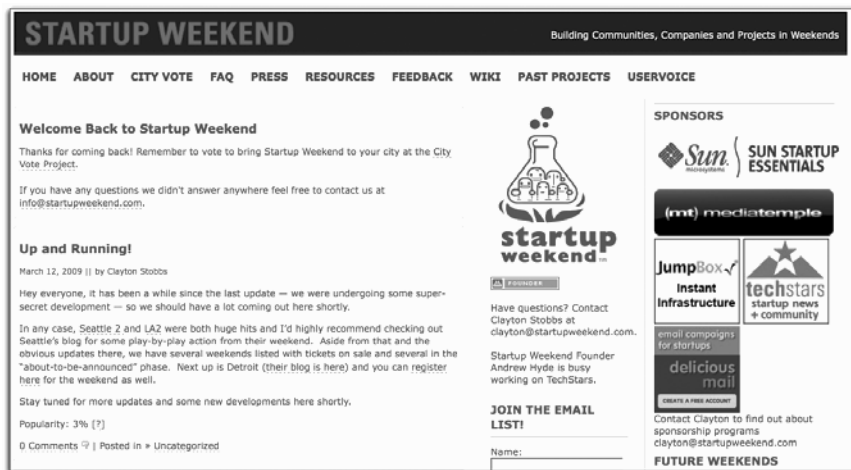 STARTUP WEEKEND
Building Communities, Companies and Projects in Weekends
HOME ABOUT CITY VOTE FAQ PRESS RESOURCES FEEDBACK WIKI PAST PROJECTS USERVOICE
Welcome Back to Startup Weekend
Thanks for coming back! Remember to vote to bring Startup Weekend to your city at the City
Vote Project.
If you have any questions we didn't answer anywhere feel free to contact us at
info@startupweekend.com.
Up and Running!
March 12, 2009 || by Clayton Stobbs
Hey everyone, it has been a while since the last update — we were undergoing some super-
secret development — so we should have a lot coming out here shortly.
In any case, Seattle 2 and LA2 were both huge hits and I'd highly recommend checking out
Seattle's blog for some play-by-play action from their weekend. Aside from that and the
obvious updates there, we have several weekends listed with tickets on sale and several in the
"about-to-be-announced" phase. Next up is Detroit (their blog is here) and you can register
here for the weekend as well.
Stay tuned for more updates and some new developments here shortly.
Popularity: 3% [?]
0 Comments | Posted in » Uncategorized
startup
weekend
FOUNDER
Have questions? Contact
Clayton Stobbs at
clayton@startupweekend.com.
Startup Weekend Founder
Andrew Hyde is busy
working on TechStars.
JOIN THE EMAIL
LIST!
Name:
SPONSORS
Sun
microsystems
SUN STARTUP
ESSENTIALS
(mt) mediatemple
JumpBox
Instant
Infrastructure
techstars
startup news
+ community
email campaigns
for startups
delicious
mail
CREATE A FREE ACCOUNT
Contact Clayton to find out about
sponsorship programs
clayton@startupweekend.com
FUTURE WEEKENDS